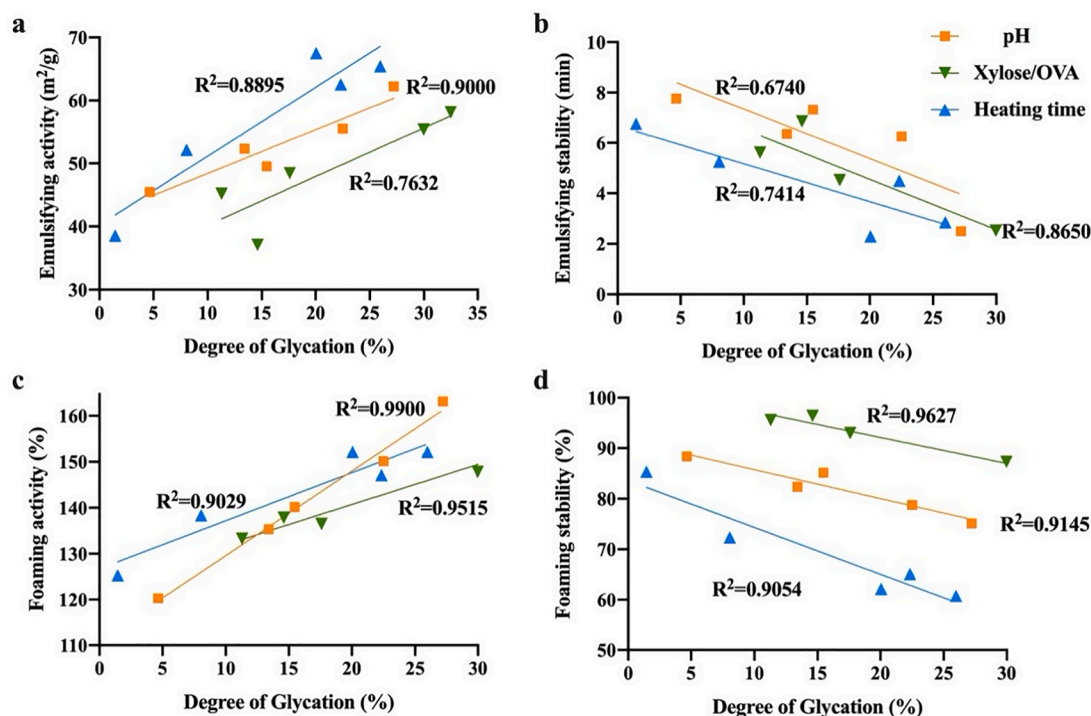 a
Emulsifying activity (m²/g)
70
60
50
40
30
R²=0.8895
R²=0.9000
R²=0.7632
0 5 10 15 20 25 30 35
Degree of Glycation (%)
b
Emulsifying stability (min)
10
8
6
4
2
0
R²=0.6740
R²=0.7414
R²=0.8650
0 5 10 15 20 25 30
Degree of Glycation (%)
pH
Xylose/OVA
Heating time
c
Foaming activity (%)
160
150
140
130
120
110
R²=0.9900
R²=0.9029
R²=0.9515
0 5 10 15 20 25 30
Degree of Glycation (%)
d
Foaming stability (%)
100
90
80
70
60
50
R²=0.9627
R²=0.9145
R²=0.9054
0 5 10 15 20 25 30
Degree of Glycation (%)